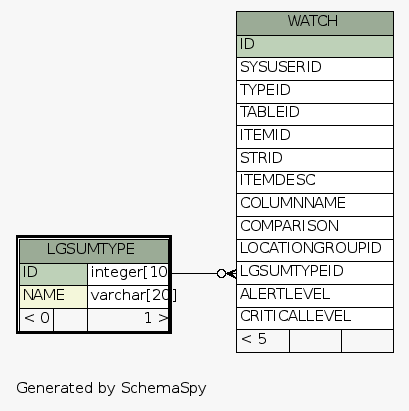 WATCH
ID
SYSUSERID
TYPEID
TABLEID
ITEMID
STRID
ITEMDESC
COLUMNNAME
COMPARISON
LOCATIONGROUPID
LGSUMTYPEID
ALERTLEVEL
CRITICALLEVEL
< 5
LGSUMTYPE
ID integer[10
NAME varchar[20]
< 0 1 >
Generated by SchemaSpy